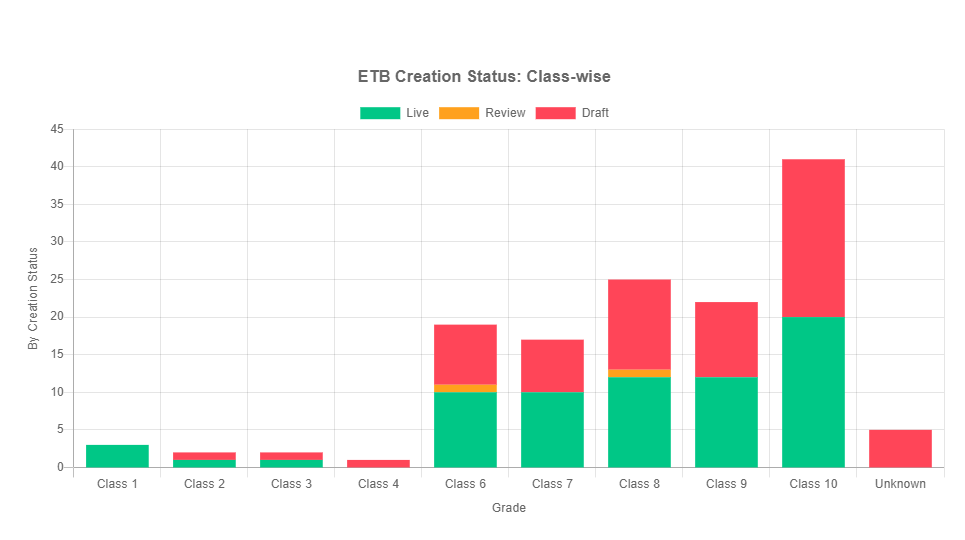 ETB Creation Status: Class-wise
Live Review Draft
45
40
35
30
25
20
15
10
5
0
By Creation Status
Class 1 Class 2 Class 3 Class 4 Class 6 Class 7 Class 8 Class 9 Class 10 Unknown
Grade